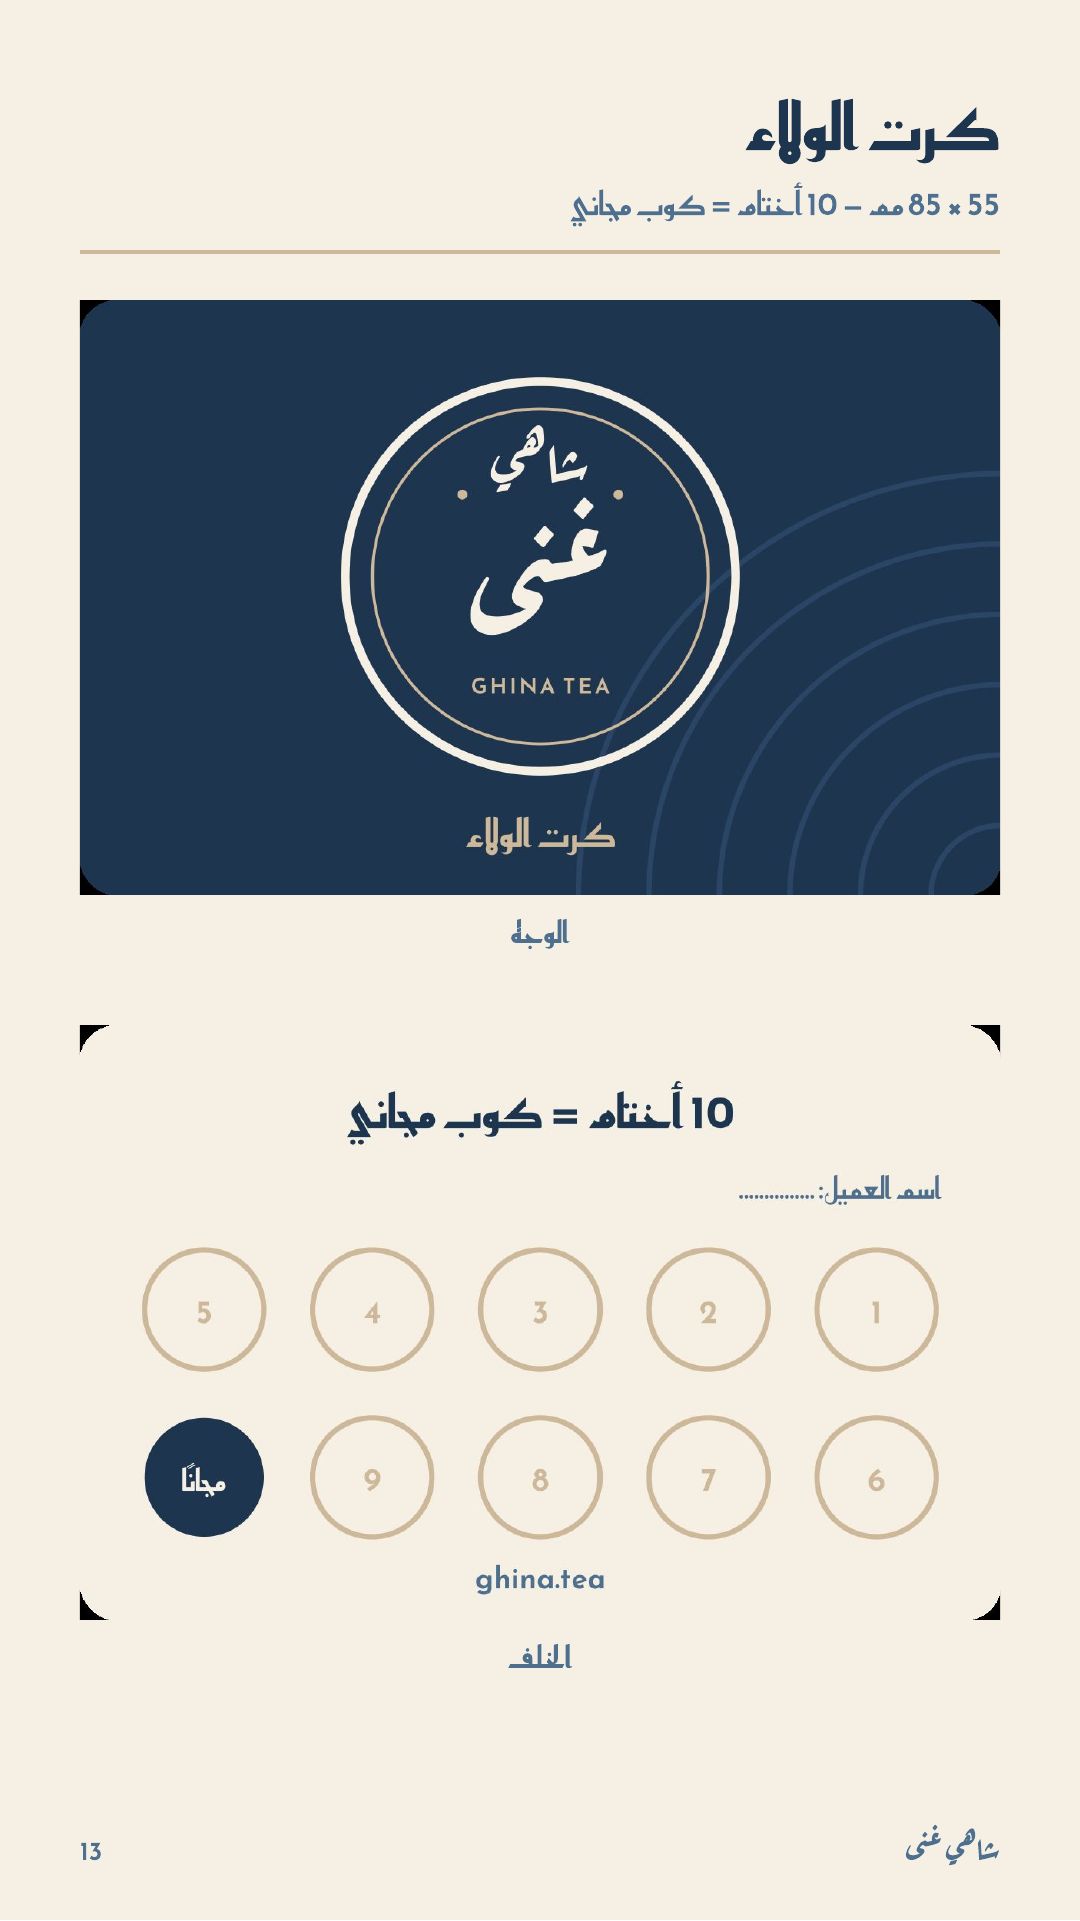 كرت الولاء
55 × 85 مم – 10 أختام = كوب مجاني
شاهي
غنى
GHINA TEA
كرت الولاء
الوجه
10 أختام = كوب مجاني
اسم العميل: ...............
1 2 3 4 5
6 7 8 9 مجانًا
ghina.tea
الخلف
شاهي غنى
13